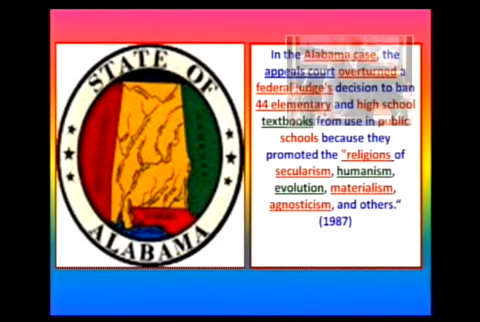 STATE OF
ALABAMA
In the Alabama case, the
appeals court overturned a
federal judge's decision to ban
44 elementary and high school
textbooks from use in public
schools because they
promoted the "religions of
secularism, humanism,
evolution, materialism,
agnosticism, and others.“
(1987)